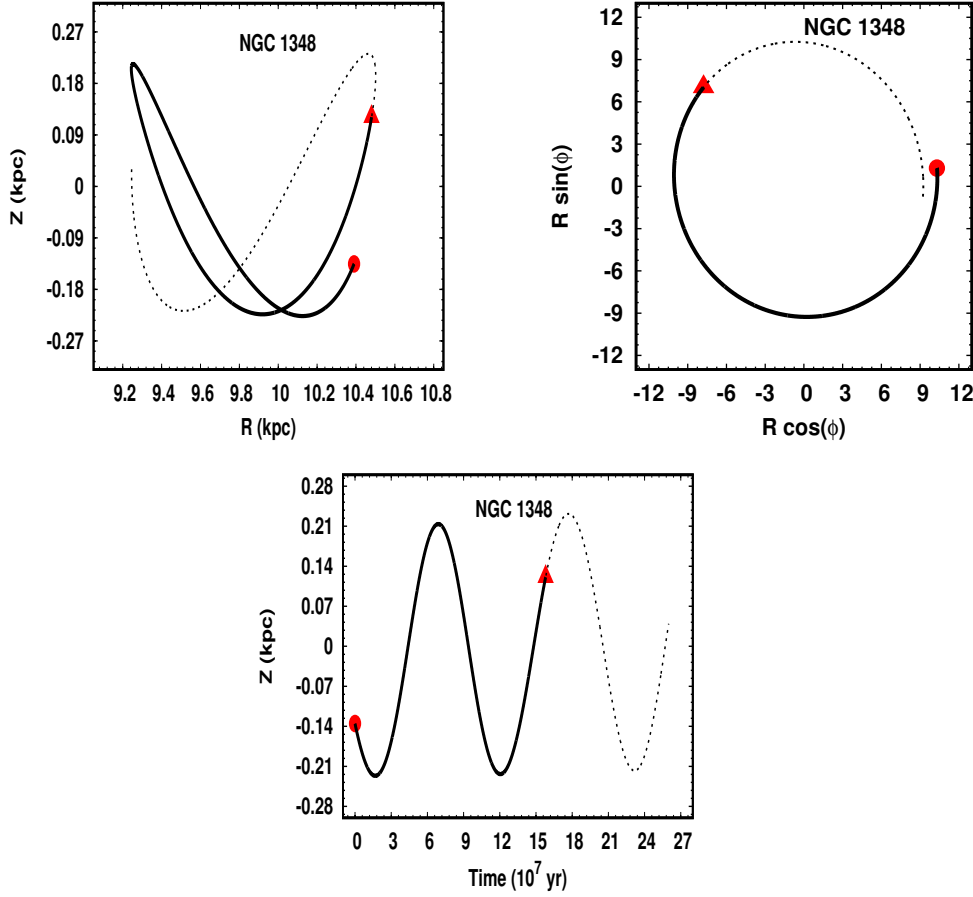 NGC 1348
Z (kpc)
0.27
0.18
0.09
0
-0.09
-0.18
-0.27
9.2 9.4 9.6 9.8 10 10.2 10.4 10.6 10.8
R (kpc)
NGC 1348
R sin(ϕ)
12
9
6
3
0
-3
-6
-9
-12
-12 -9 -6 -3 0 3 6 9 12
R cos(ϕ)
NGC 1348
Z (kpc)
0.28
0.21
0.14
0.07
0
-0.07
-0.14
-0.21
-0.28
0 3 6 9 12 15 18 21 24 27
Time (10⁷ yr)